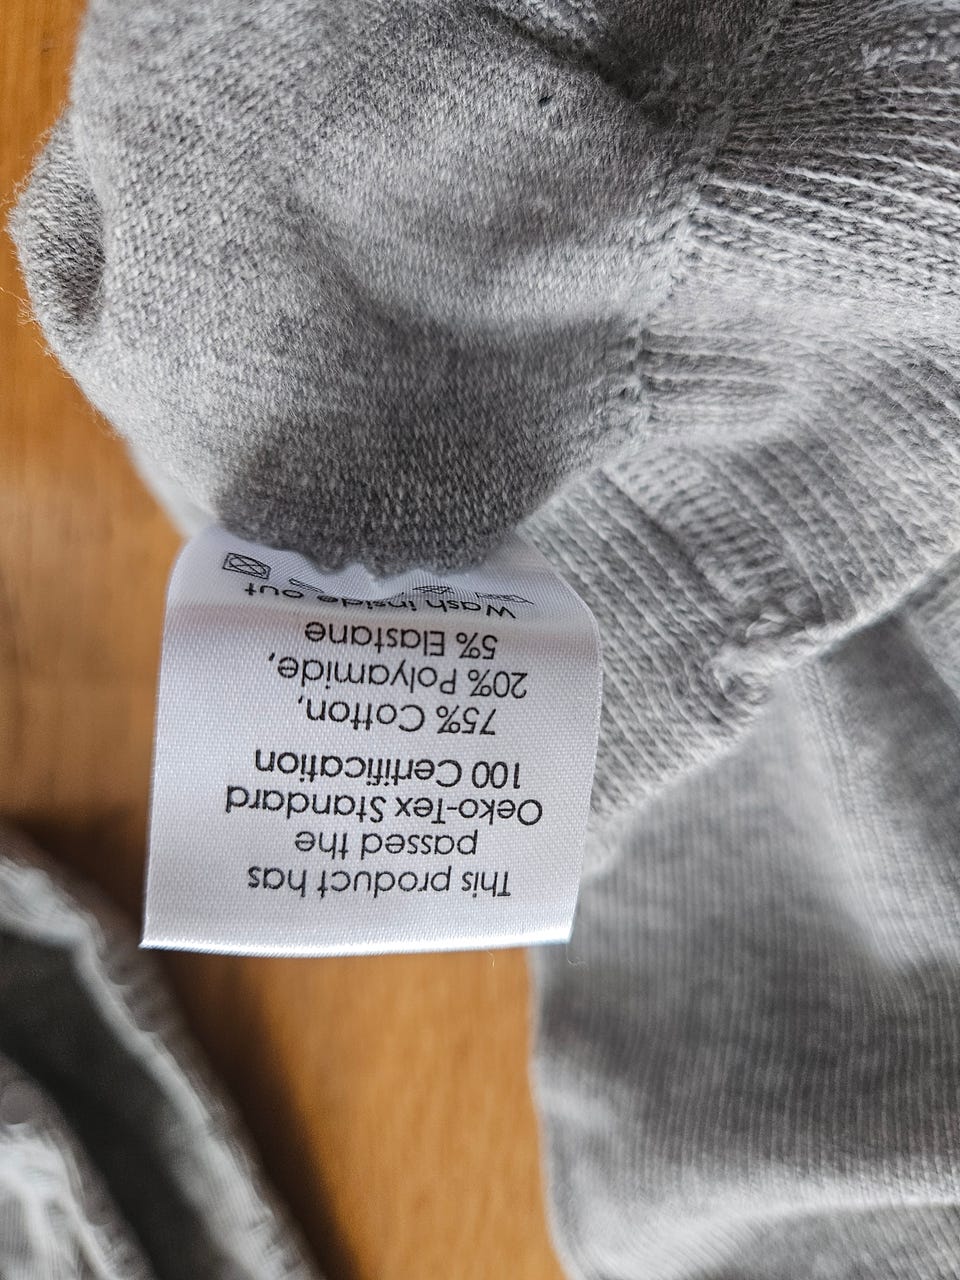 This product has
passed the
Oeko-Tex Standard
100 Certification
75% Cotton,
20% Polyamide,
5% Elastane
Wash inside out